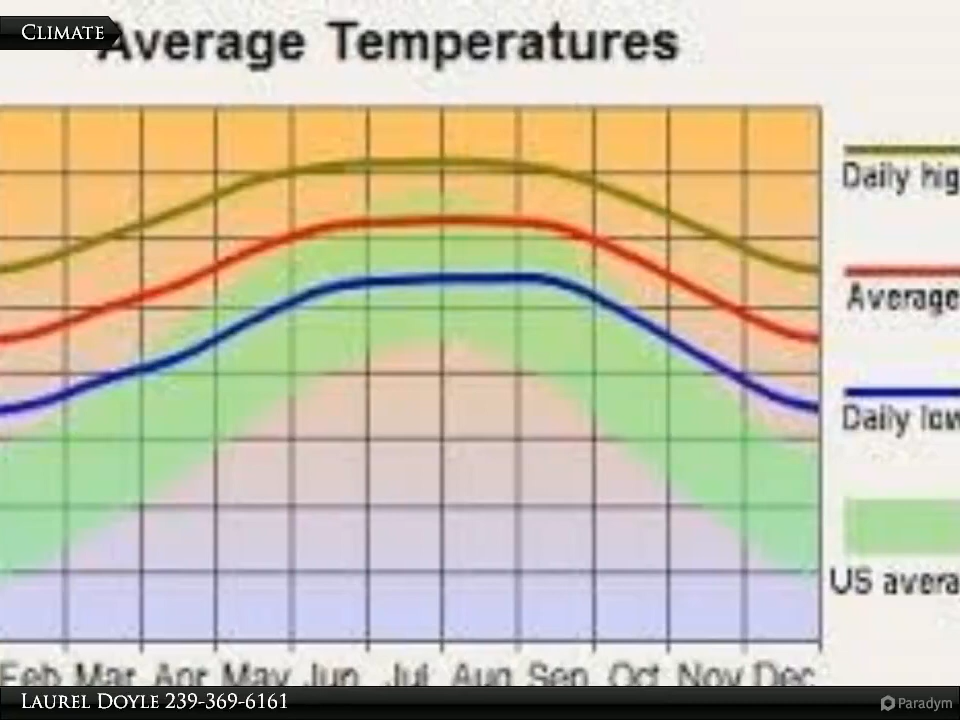 CLIMATE
Average Temperatures
Daily hig
Average
Daily low
US avera
Feb Mar Apr May Jun Jul Aug Sep Oct Nov Dec
LAUREL DOYLE 239-369-6161
Paradym